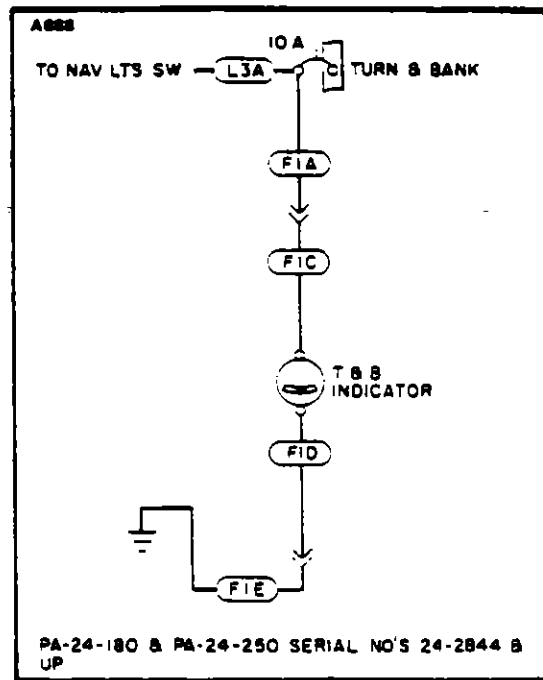 10 A
TO NAV LTS SW L3A TURN & BANK
F1A
F1C
T & B
INDICATOR
F1D
F1E
PA-24-180 & PA-24-250 SERIAL NO'S 24-2844 &
UP